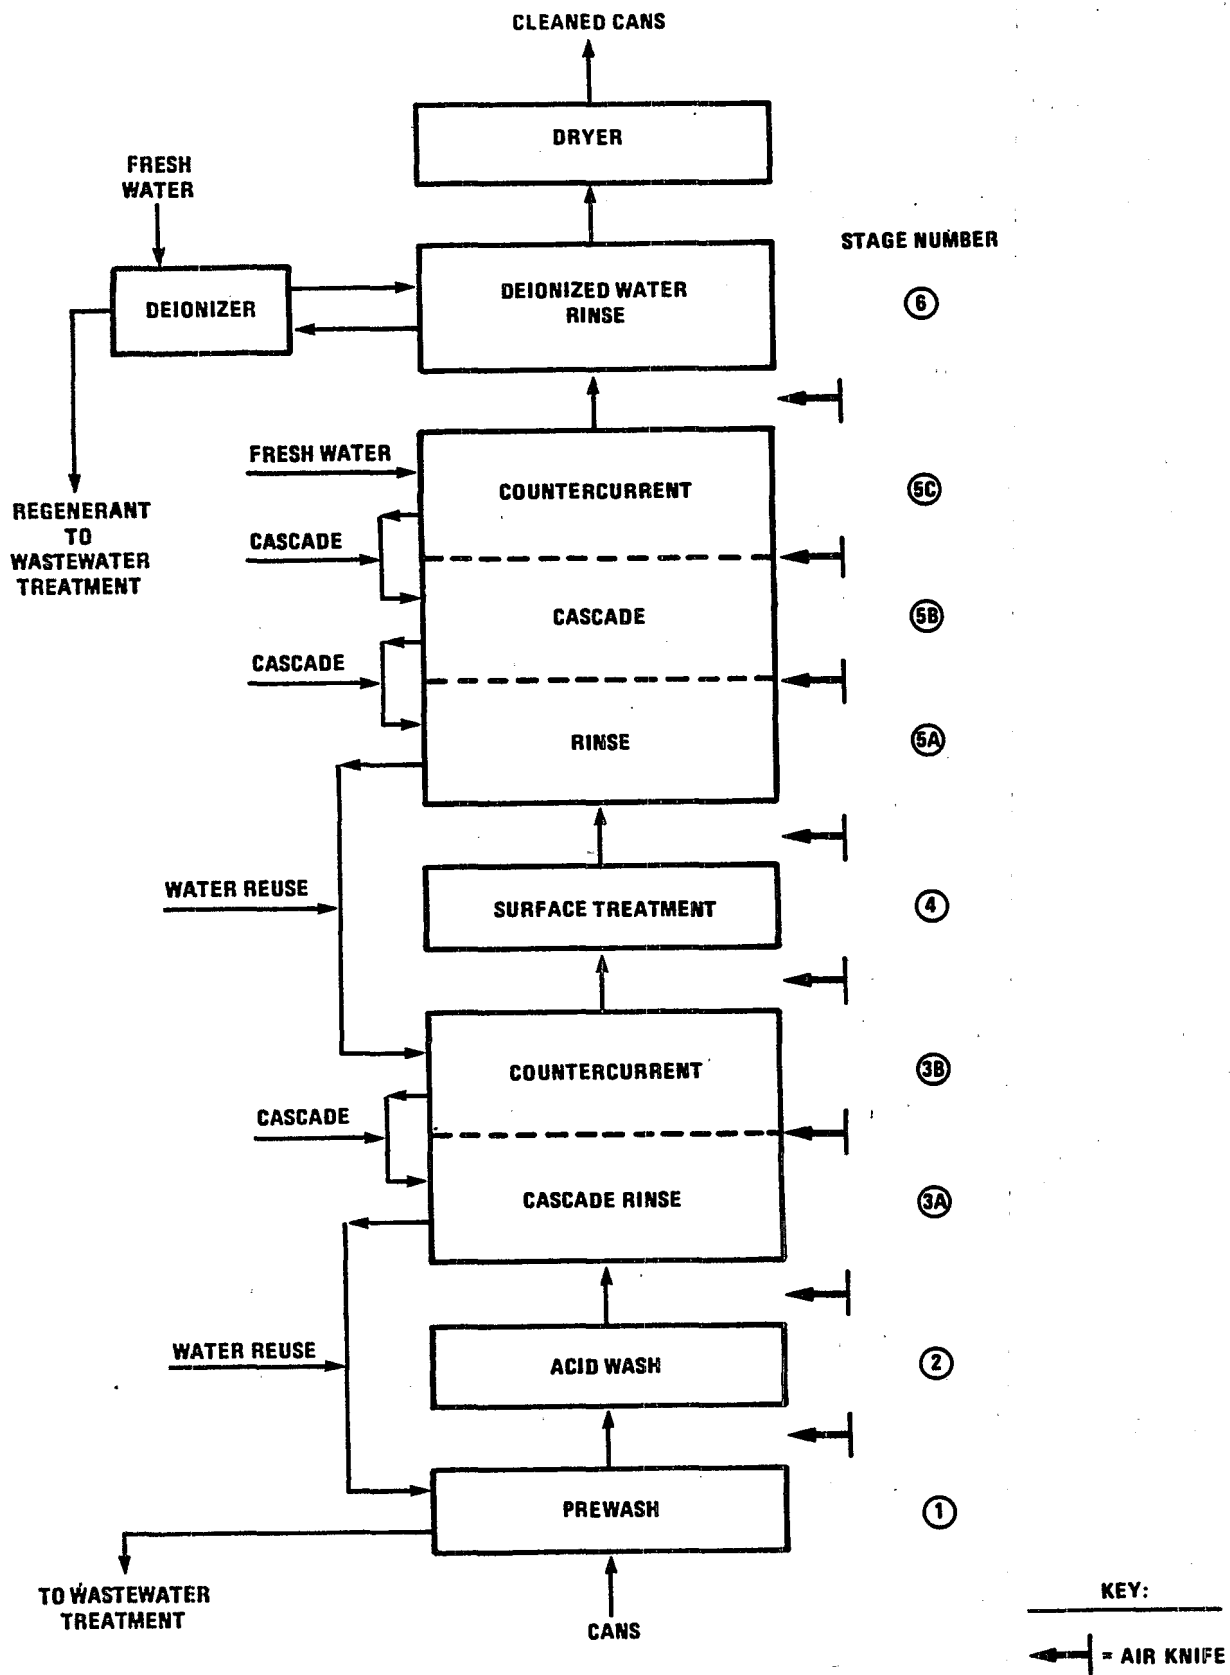 CLEANED CANS
DRYER
FRESH
WATER
STAGE NUMBER
DEIONIZER
DEIONIZED WATER
RINSE
6
FRESH WATER
COUNTERCURRENT
5C
REGENERANT
TO
WASTEWATER
TREATMENT
CASCADE
CASCADE
5B
CASCADE
RINSE
5A
WATER REUSE
SURFACE TREATMENT
4
COUNTERCURRENT
3B
CASCADE
CASCADE RINSE
3A
WATER REUSE
ACID WASH
2
PREWASH
1
TO WASTEWATER
TREATMENT
CANS
KEY:
= AIR KNIFE